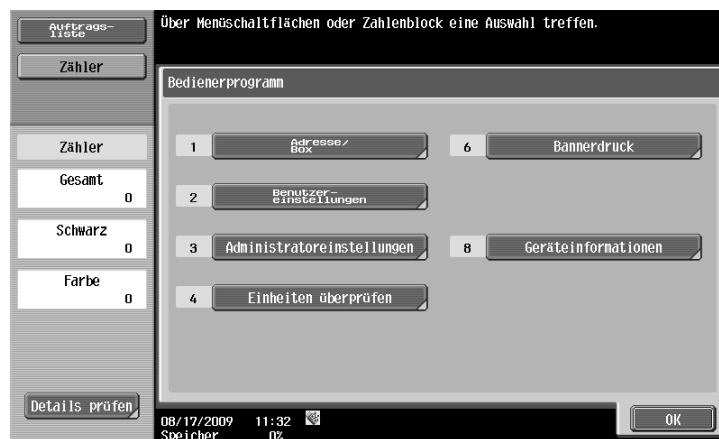 Auftrags-
liste
Zähler
Zähler
Gesamt
0
Schwarz
0
Farbe
0
Details prüfen
Über Menüschaltflächen oder Zahlenblock eine Auswahl treffen.
Bedienerprogramm
1 Adresse/
Box
2 Benutzer-
einstellungen
3 Administratoreinstellungen
4 Einheiten überprüfen
6 Bannerdruck
8 Geräteinformationen
08/17/2009 11:32
Speicher 0%
OK